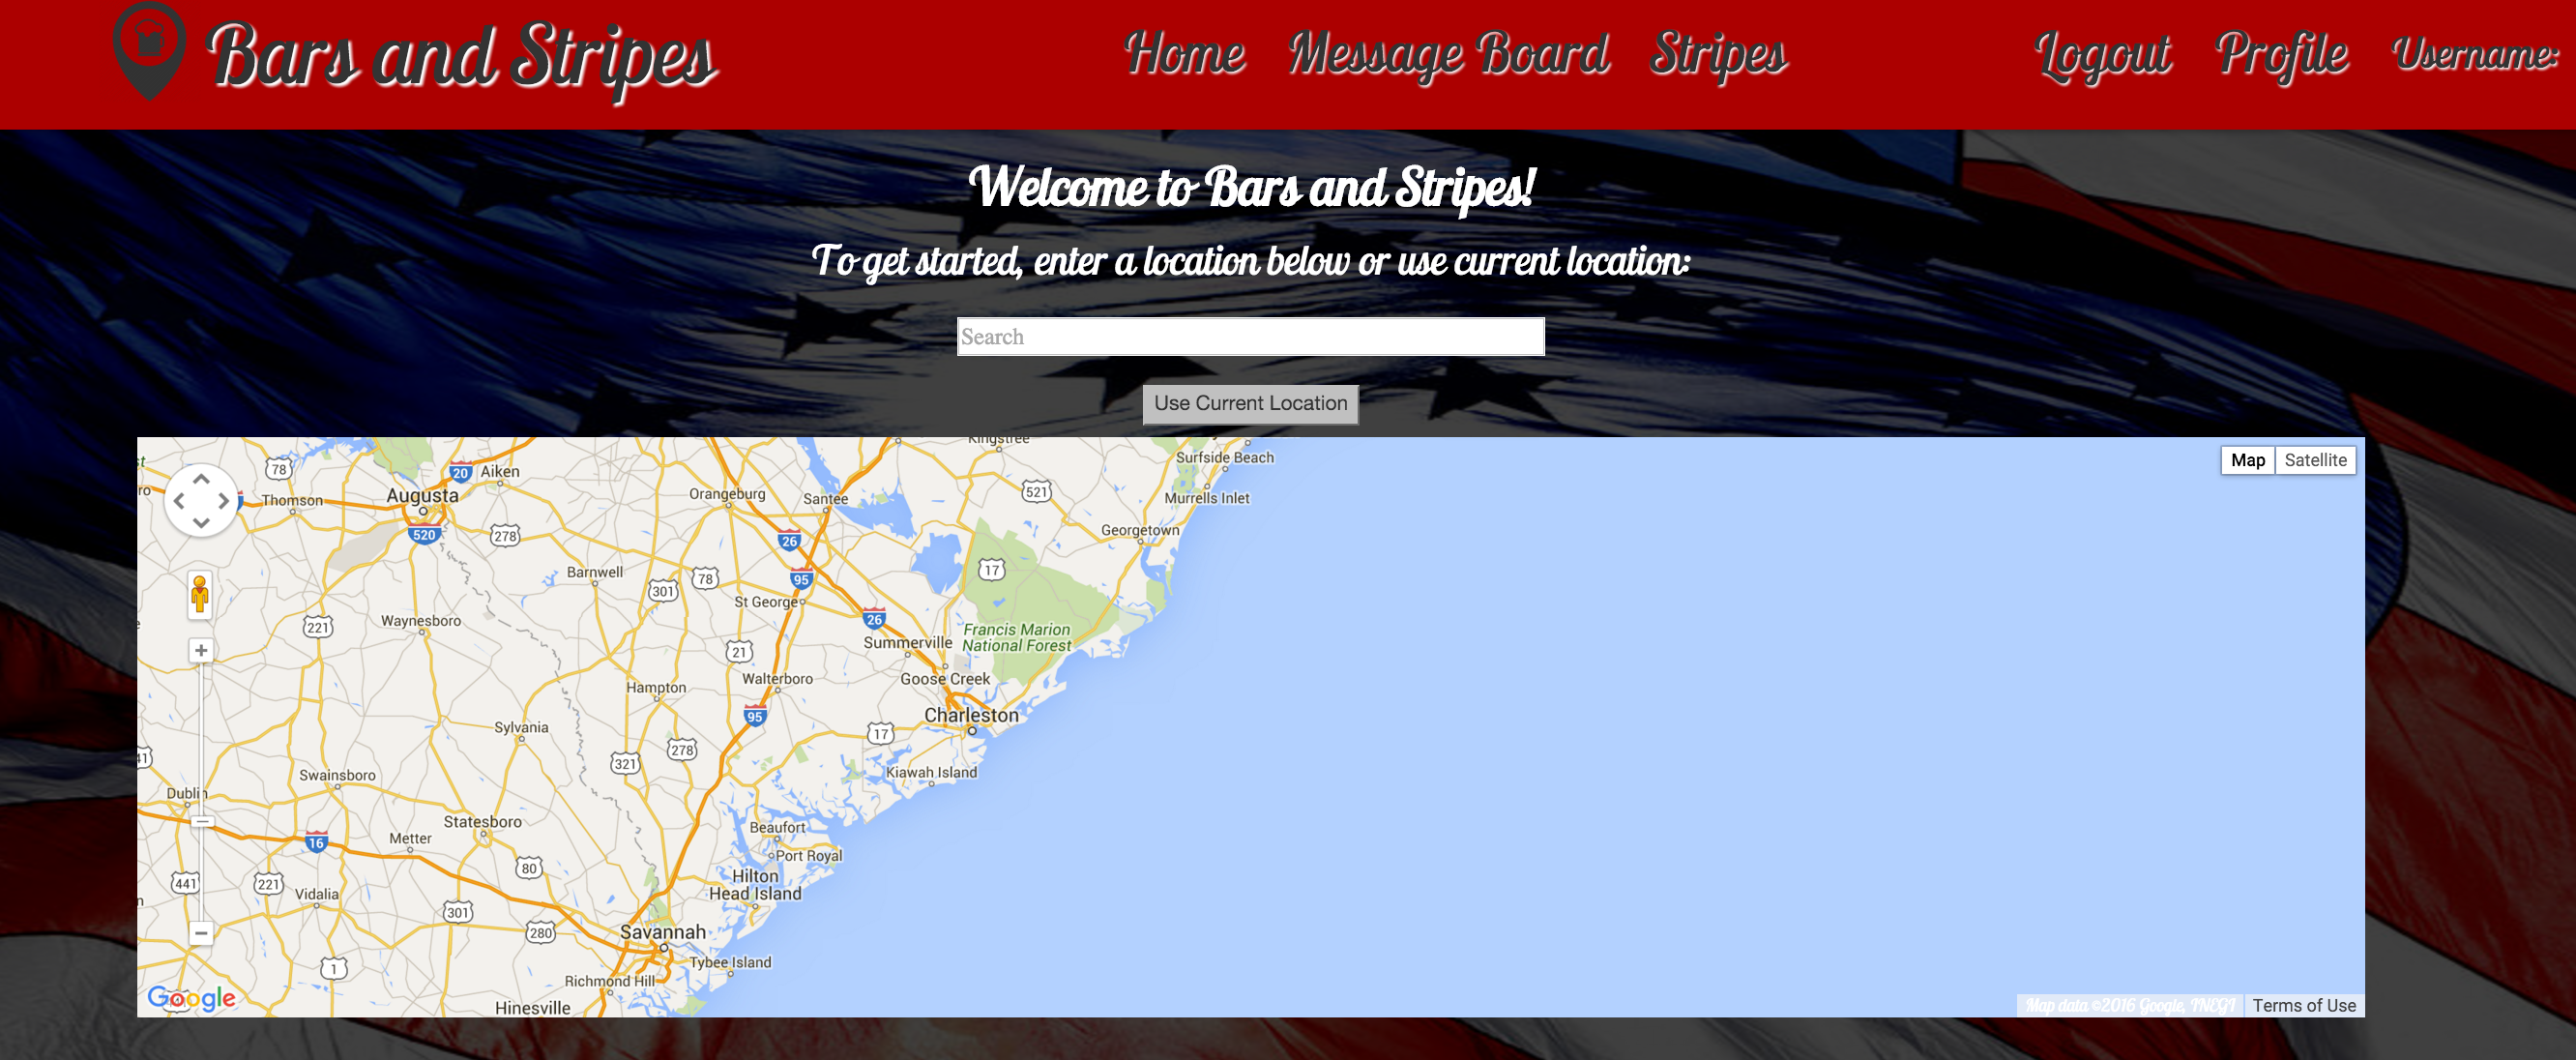 Bars and Stripes
Home Message Board Stripes
Logout Profile Username:
Welcome to Bars and Stripes!
To get started, enter a location below or use current location:
Search
Use Current Location
Map Satellite
Kingstree
Surfside Beach
Murrells Inlet
Georgetown
78
20
Aiken
Augusta
Thomson
520
278
Orangeburg
Santee
521
26
95
17
Barnwell
301
78
St George
26
221
Waynesboro
Francis Marion
National Forest
Summerville
21
Goose Creek
Hampton
Walterboro
95
Charleston
Sylvania
17
278
321
41
Kiawah Island
Swainsboro
Dublin
Statesboro
Beaufort
16
Metter
Port Royal
80
441
221
Vidalia
Hilton
Head Island
301
280
Savannah
Tybee Island
1
Richmond Hill
Hinesville
Google
Map data ©2016 Google, INEGI
Terms of Use